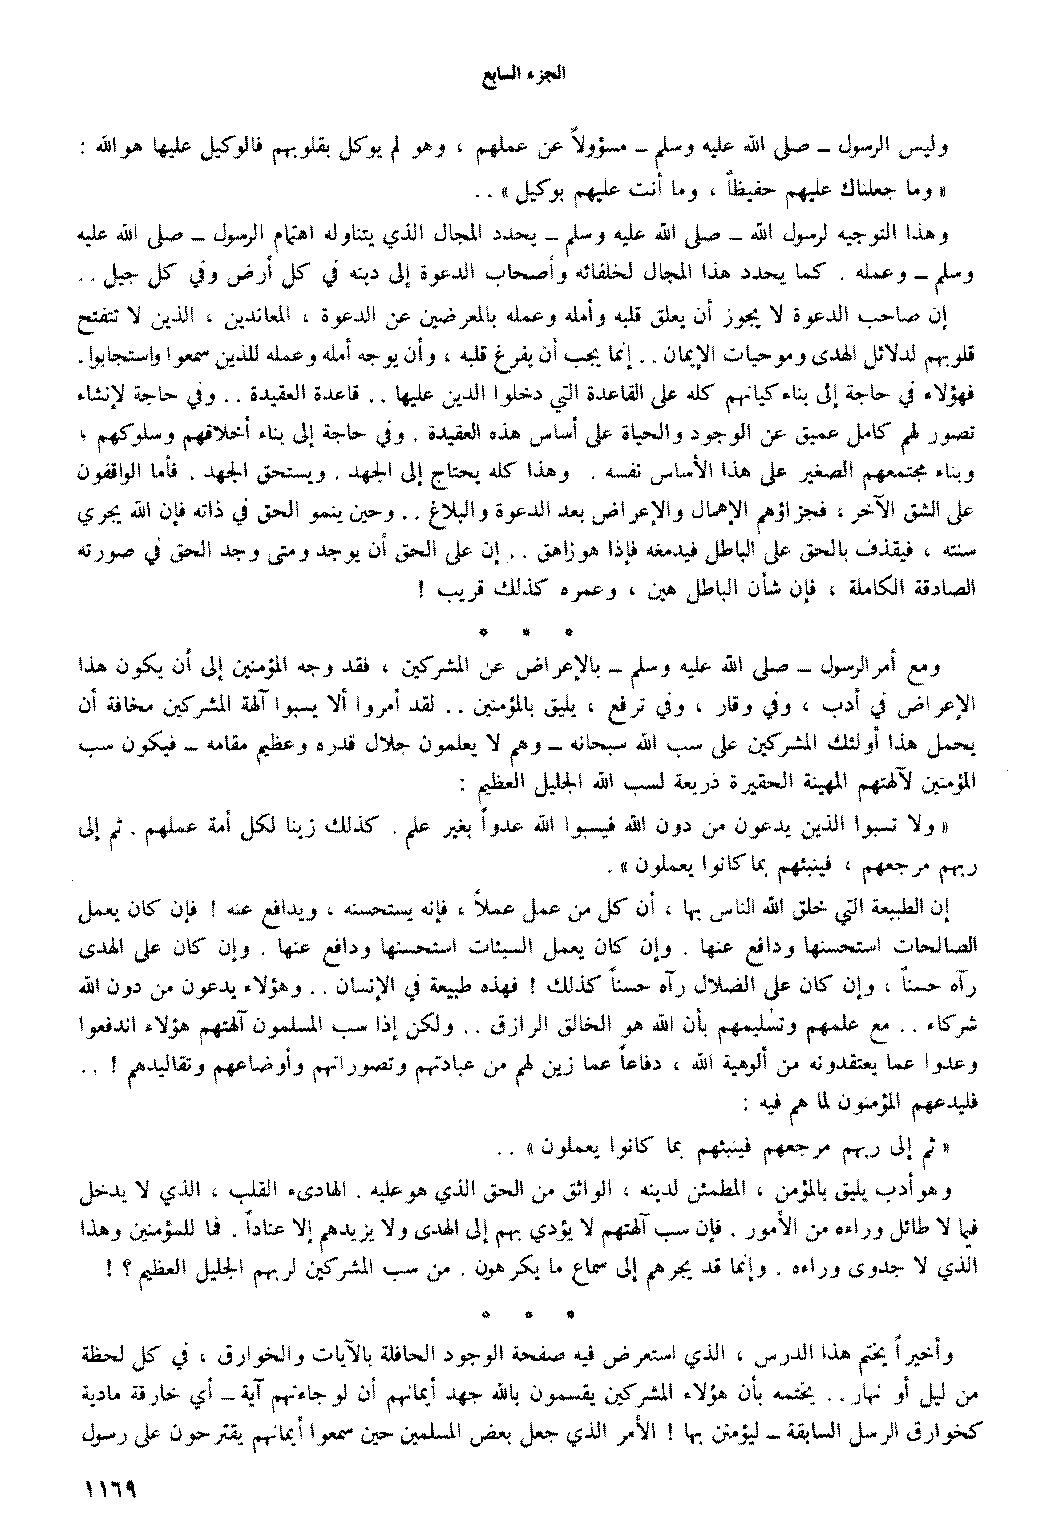 الجزء السابع
وليس الرسول – صلى الله عليه وسلم – مسؤولاً عن عملهم ، وهو لم يوكل بقلوبهم فالوكيل عليها هو الله :
« وما جعلناك عليهم حفيظاً ، وما أنت عليهم بوكيل » . .
وهذا التوجيه لرسول الله – صلى الله عليه وسلم – يحدد المجال الذي يتناوله اهتمام الرسول – صلى الله عليه
وسلم – وعمله . كما يحدد هذا المجال لخلفائه وأصحاب الدعوة إلى دينه في كل أرض وفي كل جيل . .
إن صاحب الدعوة لا يجوز أن يعلق قلبه وأمله وعمله بالمعرضين عن الدعوة ، المعاندين ، الذين لا تتفتح
قلوبهم لدلائل الهدى وموحيات الإيمان . . إنما يجب أن يفرغ قلبه ، وأن يوجه أمله وعمله للذين سمعوا واستجابوا .
فهؤلاء في حاجة إلى بناء كيانهم كله على القاعدة التي دخلوا الدين عليها . . قاعدة العقيدة . . وفي حاجة لإنشاء
تصور لهم كامل عميق عن الوجود والحياة على أساس هذه العقيدة . وفي حاجة إلى بناء أخلاقهم وسلوكهم ؛
وبناء مجتمعهم الصغير على هذا الأساس نفسه . وهذا كله يحتاج إلى الجهد . ويستحق الجهد . فأما الواقفون
على الشق الآخر ، فجزاؤهم الإهمال والإعراض بعد الدعوة والبلاغ . . وحين ينمو الحق في ذاته فإن الله يجري
سنته ، فيقذف بالحق على الباطل فيدمغه فإذا هو زاهق . . إن على الحق أن يوجد ومتى وجد الحق في صورته
الصادقة الكاملة ، فإن شأن الباطل هين ، وعمره كذلك قريب !
* * *
ومع أمر الرسول – صلى الله عليه وسلم – بالإعراض عن المشركين ، فقد وجه المؤمنين إلى أن يكون هذا
الإعراض في أدب ، وفي وقار ، وفي ترفع ، يليق بالمؤمنين . . لقد أمروا ألا يسبوا آلهة المشركين مخافة أن
يحمل هذا أولئك المشركين على سب الله سبحانه – وهم لا يعلمون جلال قدره وعظيم مقامه – فيكون سب
المؤمنين لآلهتهم المهينة الحقيرة ذريعة لسب الله الجليل العظيم :
« ولا تسبوا الذين يدعون من دون الله فيسبوا الله عدواً بغير علم . كذلك زينا لكل أمة عملهم . ثم إلى
ربهم مرجعهم ، فينبئهم بما كانوا يعملون » .
إن الطبيعة التي خلق الله الناس بها ، أن كل من عمل عملاً ، فإنه يستحسنه ، ويدافع عنه ! فإن كان يعمل
الصالحات استحسنها ودافع عنها . وإن كان يعمل السيئات استحسنها ودافع عنها . وإن كان على الهدى
رآه حسناً ، وإن كان على الضلال رآه حسناً كذلك ! فهذه طبيعة في الإنسان . . وهؤلاء يدعون من دون الله
شركاء . . مع علمهم وتسليمهم بأن الله هو الخالق الرازق . . ولكن إذا سب المسلمون آلهتهم هؤلاء اندفعوا
وعدوا عما يعتقدونه من ألوهية الله ، دفاعاً عما زين لهم من عبادتهم وتصوراتهم وأوضاعهم وتقاليدهم ! . .
فليدعهم المؤمنون لما هم فيه :
« ثم إلى ربهم مرجعهم فينبئهم بما كانوا يعملون » . .
وهو أدب يليق بالمؤمن ، المطمئن لدينه ، الواثق من الحق الذي هو عليه . الهادىء القلب ، الذي لا يدخل
فيما لا طائل وراءه من الأمور . فإن سب آلهتهم لا يؤدي بهم إلى الهدى ولا يزيدهم إلا عناداً . فما للمؤمنين وهذا
الذي لا جدوى وراءه . وإنما قد يجرهم إلى سماع ما يكرهون . من سب المشركين لربهم الجليل العظيم ؟ !
* * *
وأخيراً يختم هذا الدرس ، الذي استعرض فيه صفحة الوجود الحافلة بالآيات والخوارق ، في كل لحظة
من ليل أو نهار . . يختمه بأن هؤلاء المشركين يقسمون بالله جهد أيمانهم أن لو جاءتهم آية – أي خارقة مادية
كخوارق الرسل السابقة – ليؤمنن بها ! الأمر الذي جعل بعض المسلمين حين سمعوا أيمانهم يقترحون على رسول
١١٦٩